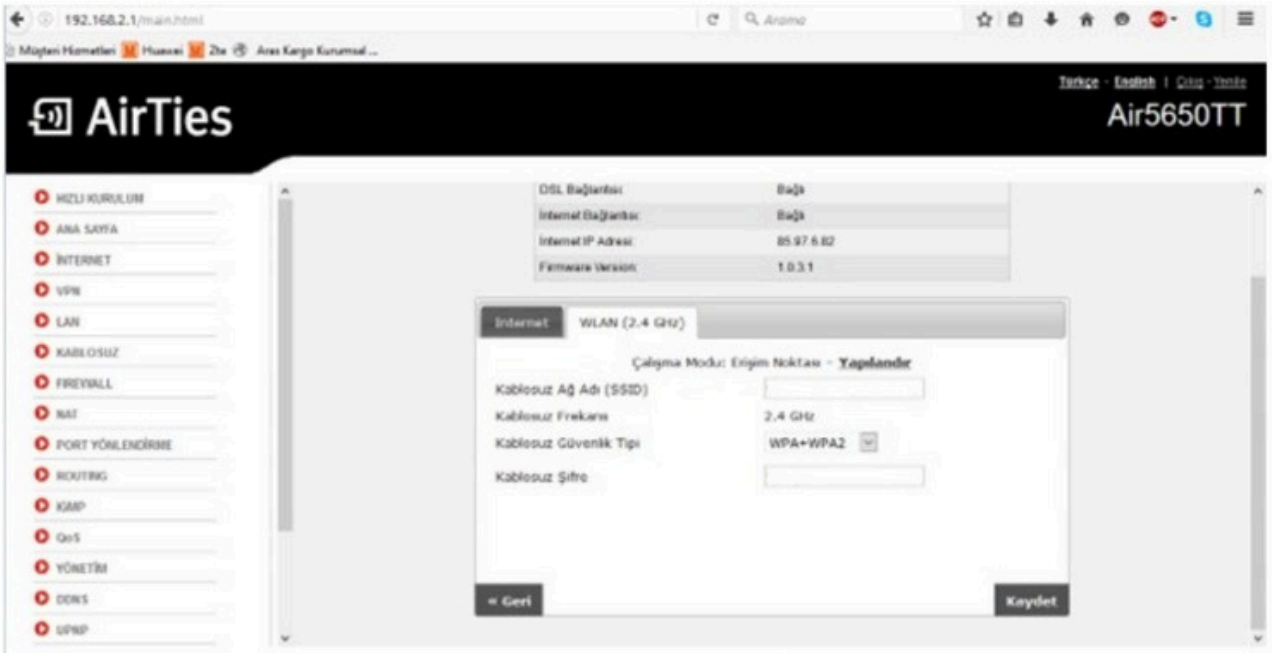 192.168.2.1/main.html
Arama
Müşteri Hizmetleri Huawei Zte Aras Kargo Kurumsal ...
Türkçe - English | Çıkış - Yenile
AirTies
Air5650TT
HIZLI KURULUM
ANA SAYFA
İNTERNET
VPN
LAN
KABLOSUZ
FIREWALL
NAT
PORT YÖNLENDİRME
ROUTING
IGMP
QoS
YÖNETİM
DDNS
UPNP
DSL Bağlantısı: Bağlı
İnternet Bağlantısı: Bağlı
İnternet IP Adresi: 85.97.6.82
Firmware Version: 1.0.3.1
Internet WLAN (2.4 GHz)
Çalışma Modu: Erişim Noktası - Yapılandır
Kablosuz Ağ Adı (SSID)
Kablosuz Frekans 2.4 GHz
Kablosuz Güvenlik Tipi WPA+WPA2
Kablosuz Şifre
« Geri Kaydet